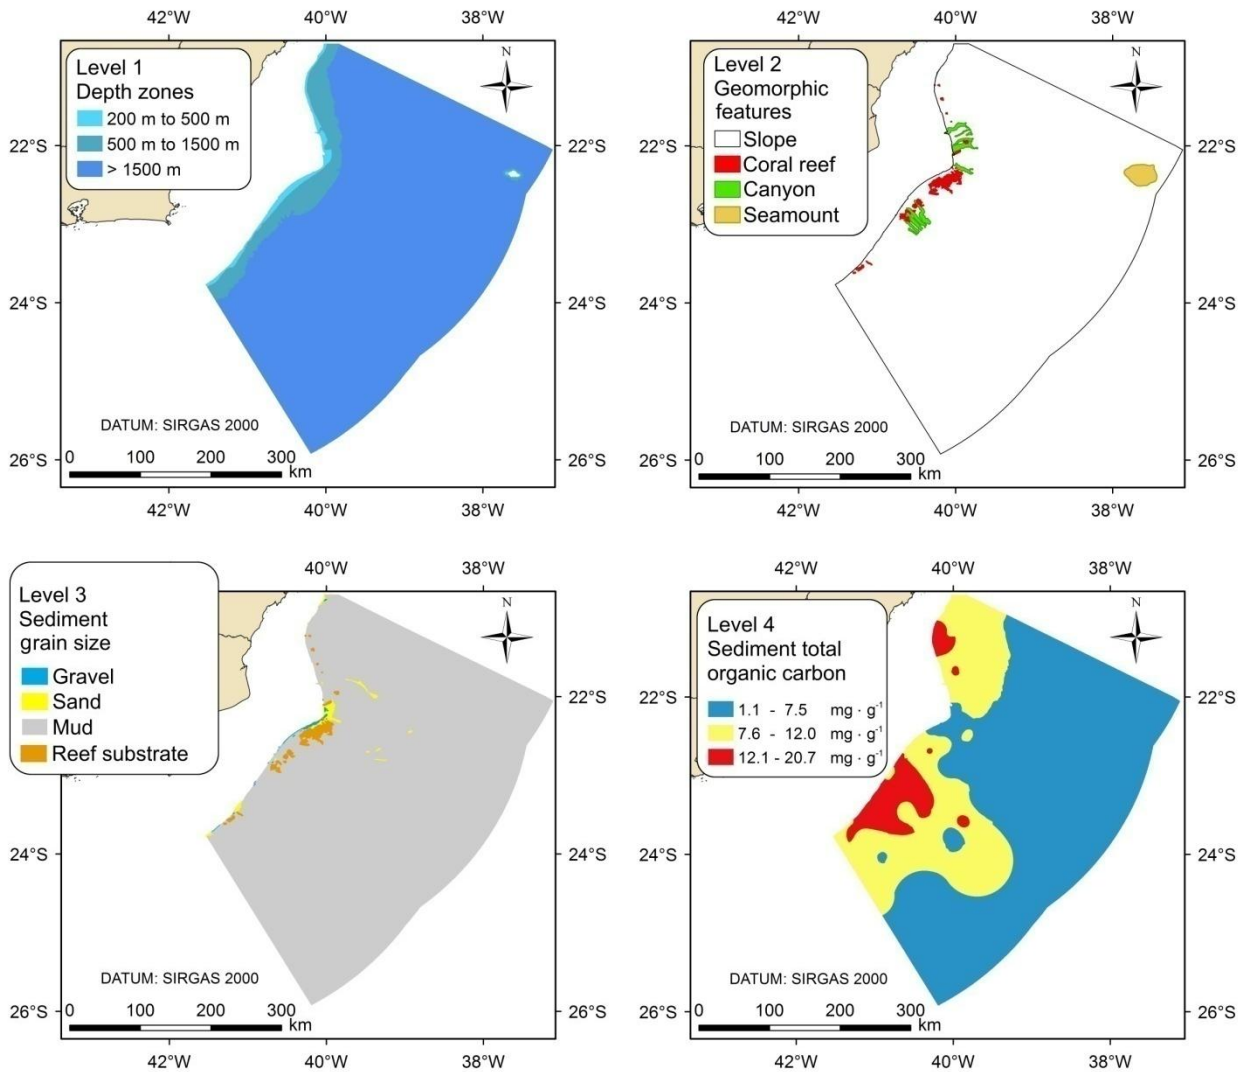 42°W 40°W 38°W
Level 1
Depth zones
200 m to 500 m
500 m to 1500 m
> 1500 m
N
22°S 22°S
24°S 24°S
26°S 26°S
DATUM: SIRGAS 2000
0 100 200 300
km
42°W 40°W 38°W
42°W 40°W 38°W
Level 2
Geomorphic
features
Slope
Coral reef
Canyon
Seamount
N
22°S 22°S
24°S 24°S
26°S 26°S
DATUM: SIRGAS 2000
0 100 200 300
km
42°W 40°W 38°W
40°W 38°W
Level 3
Sediment
grain size
Gravel
Sand
Mud
Reef substrate
N
22°S
24°S 24°S
26°S 26°S
DATUM: SIRGAS 2000
0 100 200 300
km
42°W 40°W 38°W
40°W 38°W
Level 4
Sediment total
organic carbon
1.1 - 7.5 mg · g⁻¹
7.6 - 12.0 mg · g⁻¹
12.1 - 20.7 mg · g⁻¹
N
22°S 22°S
24°S 24°S
26°S 26°S
DATUM: SIRGAS 2000
0 100 200 300
km
42°W 40°W 38°W